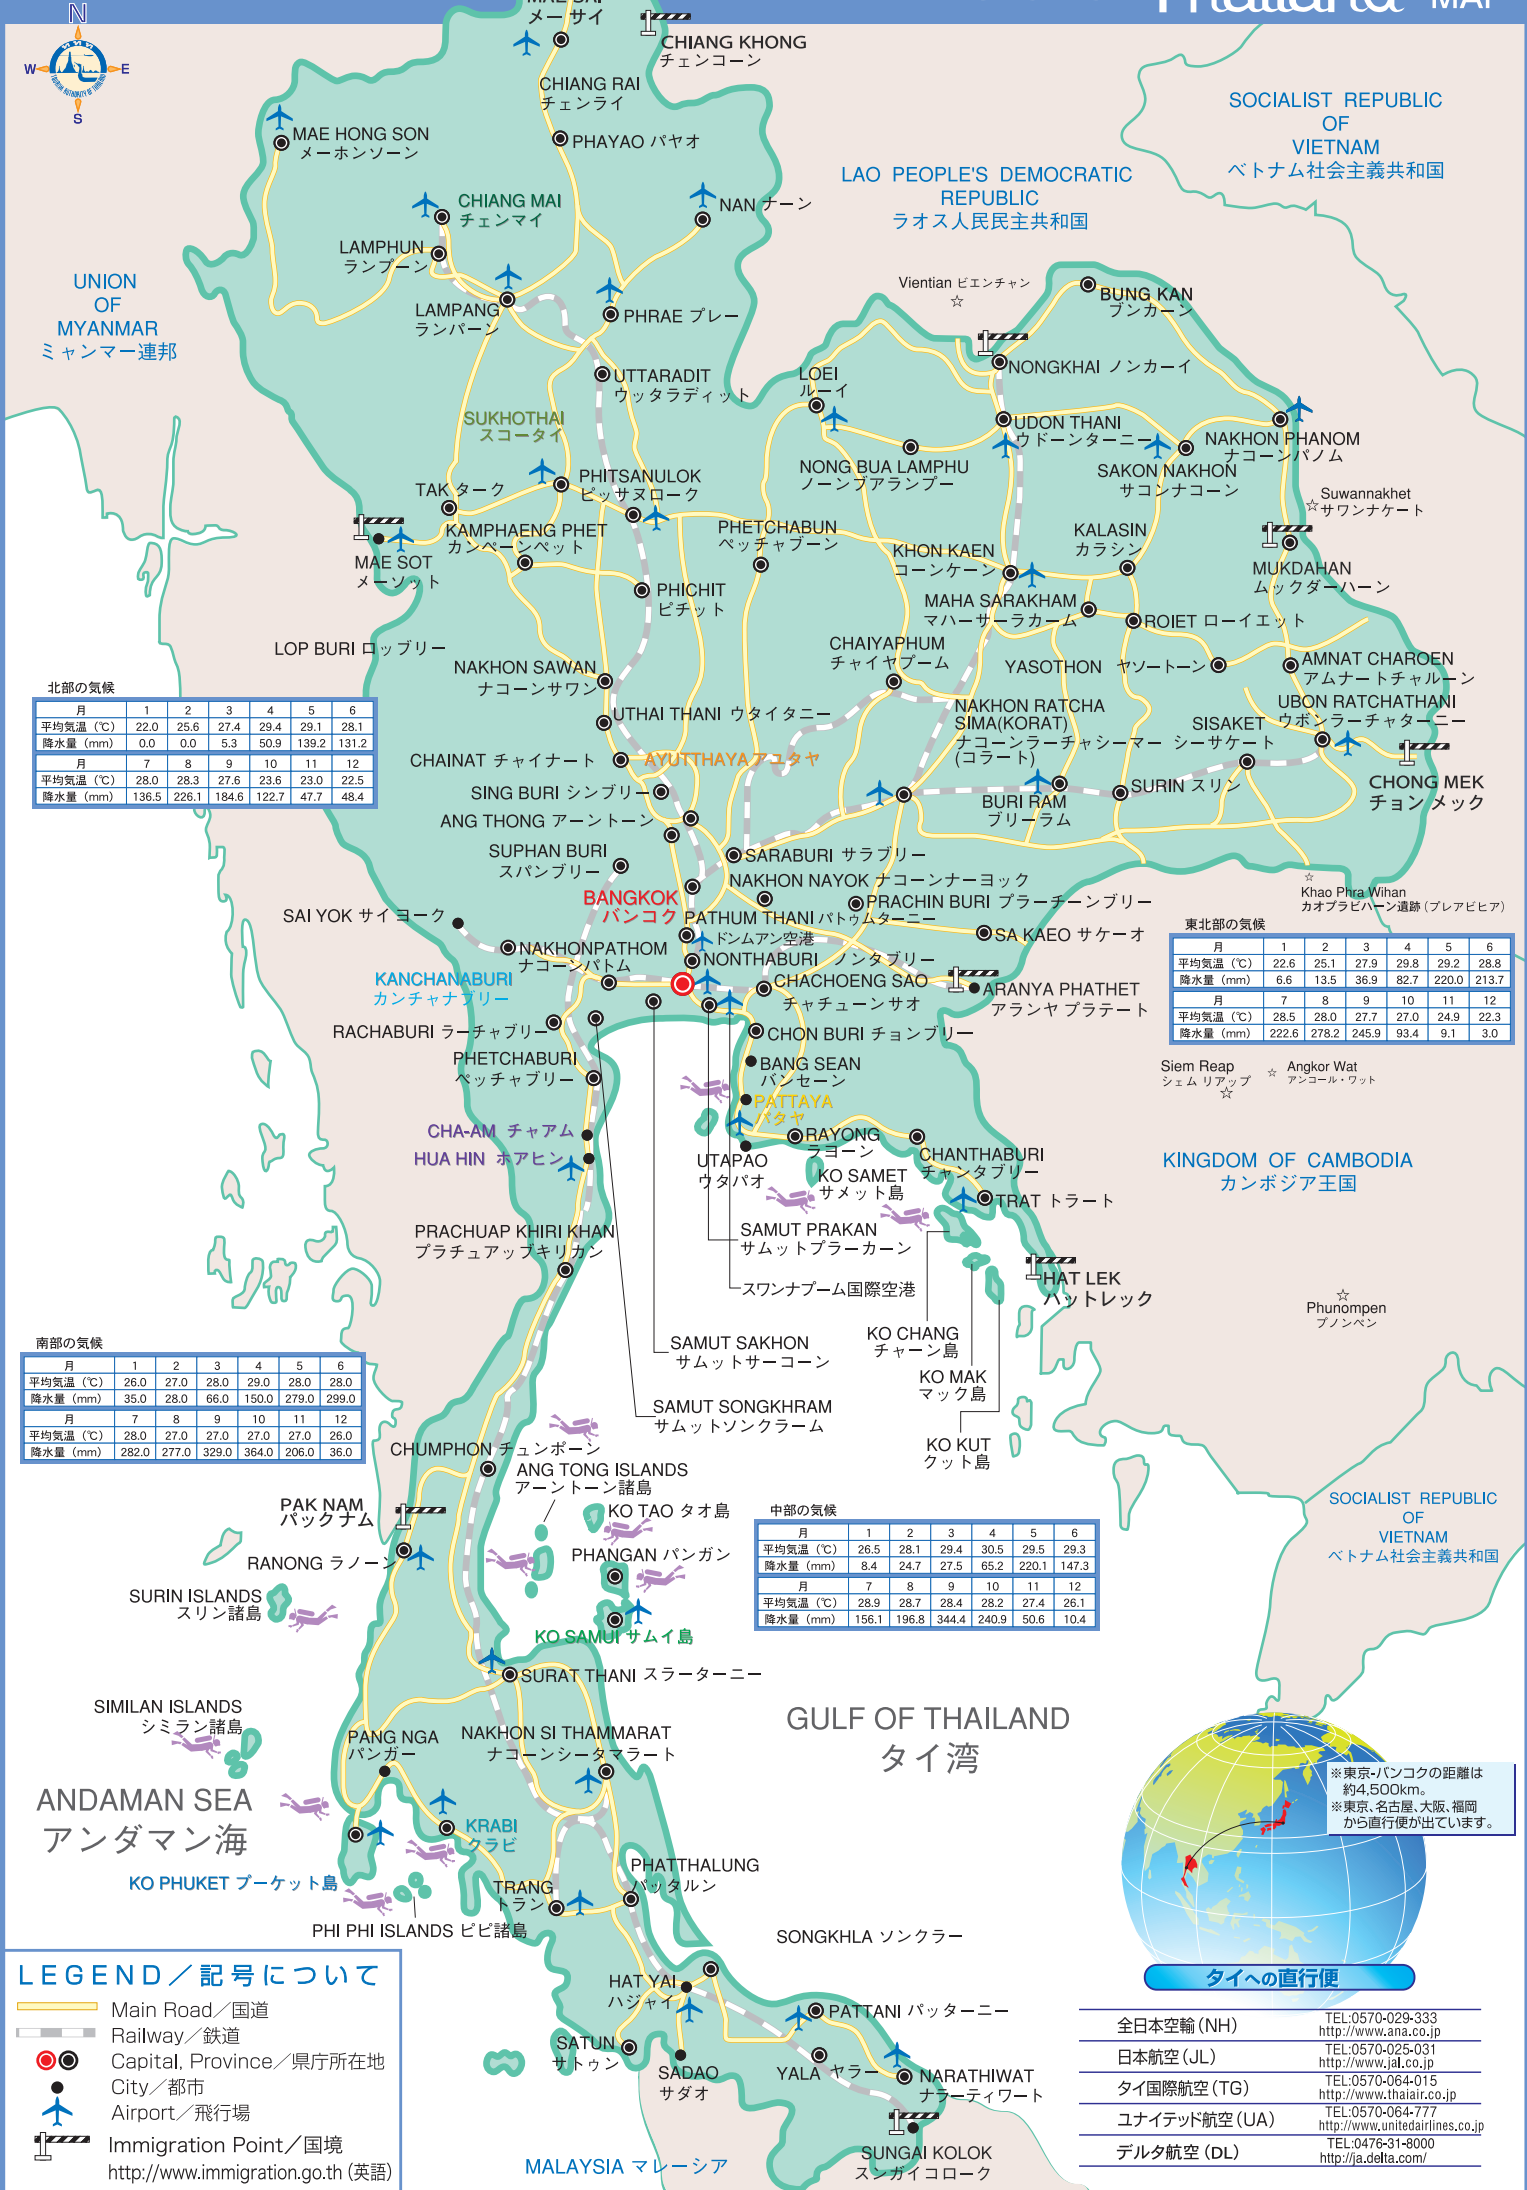 Thailand MAP
N
W E
S
MAE SAI
メー サイ
CHIANG KHONG
チェンコーン
CHIANG RAI
チェンライ
MAE HONG SON
メーホンソーン
PHAYAO パヤオ
SOCIALIST REPUBLIC
OF
VIETNAM
ベトナム社会主義共和国
LAO PEOPLE'S DEMOCRATIC
REPUBLIC
ラオス人民民主共和国
CHIANG MAI
チェンマイ
NAN ナーン
LAMPHUN
ランプーン
UNION
OF
MYANMAR
ミャンマー連邦
LAMPANG
ランパーン
PHRAE プレー
Vientian ビエンチャン
BUNG KAN
ブンカーン
NONGKHAI ノンカーイ
UTTARADIT
ウッタラディット
LOEI
ルーイ
SUKHOTHAI
スコータイ
UDON THANI
ウドーンターニー
NAKHON PHANOM
ナコーンパノム
NONG BUA LAMPHU
ノーンブアランプー
SAKON NAKHON
サコンナコーン
PHITSANULOK
ピッサヌローク
TAK ターク
Suwannakhet
サワンナケート
KAMPHAENG PHET
カンペーンペット
PHETCHABUN
ペッチャブーン
KALASIN
カラシン
KHON KAEN
コーンケーン
MAE SOT
メーソット
MUKDAHAN
ムックダーハーン
PHICHIT
ピチット
MAHA SARAKHAM
マハーサーラカーム
ROIET ローイエット
LOP BURI ロッブリー
CHAIYAPHUM
チャイヤプーム
NAKHON SAWAN
ナコーンサワン
YASOTHON ヤソートーン
AMNAT CHAROEN
アムナートチャルーン
北部の気候
月 1 2 3 4 5 6
平均気温（℃） 22.0 25.6 27.4 29.4 29.1 28.1
降水量（mm） 0.0 0.0 5.3 50.9 139.2 131.2
月 7 8 9 10 11 12
平均気温（℃） 28.0 28.3 27.6 23.6 23.0 22.5
降水量（mm） 136.5 226.1 184.6 122.7 47.7 48.4
UTHAI THANI ウタイタニー
NAKHON RATCHA
SIMA(KORAT)
ナコーンラーチャシーマー
(コラート)
SISAKET
シーサケート
UBON RATCHATHANI
ウボンラーチャターニー
CHAINAT チャイナート
AYUTTHAYA アユタヤ
CHONG MEK
チョン メック
SING BURI シンブリー
BURI RAM
ブリーラム
SURIN スリン
ANG THONG アーントーン
SUPHAN BURI
スパンブリー
SARABURI サラブリー
NAKHON NAYOK ナコーンナーヨック
BANGKOK
バンコク
PRACHIN BURI プラーチーンブリー
Khao Phra Wihan
カオプラビハーン遺跡（プレアビヒア）
SAI YOK サイヨーク
PATHUM THANI パトゥムターニー
ドンムアン空港
SA KAEO サケーオ
NAKHONPATHOM
ナコーンパトム
NONTHABURI ノンタブリー
KANCHANABURI
カンチャナブリー
CHACHOENG SAO
チャチューンサオ
ARANYA PHATHET
アランヤ プラテート
東北部の気候
月 1 2 3 4 5 6
平均気温（℃） 22.6 25.1 27.9 29.8 29.2 28.8
降水量（mm） 6.6 13.5 36.9 82.7 220.0 213.7
月 7 8 9 10 11 12
平均気温（℃） 28.5 28.0 27.7 27.0 24.9 22.3
降水量（mm） 222.6 278.2 245.9 93.4 9.1 3.0
RACHABURI ラーチャブリー
CHON BURI チョンブリー
PHETCHABURI
ペッチャブリー
BANG SEAN
バンセーン
Siem Reap
シェム リアップ
Angkor Wat
アンコール・ワット
PATTAYA
パタヤ
CHA-AM チャアム
HUA HIN ホアヒン
RAYONG
ラヨーン
UTAPAO
ウタパオ
CHANTHABURI
チャンタブリー
KO SAMET
サメット島
KINGDOM OF CAMBODIA
カンボジア王国
TRAT トラート
PRACHUAP KHIRI KHAN
プラチュアップキリカン
SAMUT PRAKAN
サムットプラーカーン
スワンナプーム国際空港
HAT LEK
ハットレック
Phunompen
プノンペン
KO CHANG
チャーン島
SAMUT SAKHON
サムットサーコーン
KO MAK
マック島
SAMUT SONGKHRAM
サムットソンクラーム
KO KUT
クット島
南部の気候
月 1 2 3 4 5 6
平均気温（℃） 26.0 27.0 28.0 29.0 28.0 28.0
降水量（mm） 35.0 28.0 66.0 150.0 279.0 299.0
月 7 8 9 10 11 12
平均気温（℃） 28.0 27.0 27.0 27.0 27.0 26.0
降水量（mm） 282.0 277.0 329.0 364.0 206.0 36.0
CHUMPHON チュンポーン
ANG TONG ISLANDS
アーントーン諸島
KO TAO タオ島
PAK NAM
パックナム
PHANGAN パンガン
RANONG ラノーン
SURIN ISLANDS
スリン諸島
KO SAMUI サムイ島
中部の気候
月 1 2 3 4 5 6
平均気温（℃） 26.5 28.1 29.4 30.5 29.5 29.3
降水量（mm） 8.4 24.7 27.5 65.2 220.1 147.3
月 7 8 9 10 11 12
平均気温（℃） 28.9 28.7 28.4 28.2 27.4 26.1
降水量（mm） 156.1 196.8 344.4 240.9 50.6 10.4
SOCIALIST REPUBLIC
OF
VIETNAM
ベトナム社会主義共和国
SURAT THANI スラーターニー
SIMILAN ISLANDS
シミラン諸島
PANG NGA
パンガー
NAKHON SI THAMMARAT
ナコーンシータマラート
GULF OF THAILAND
タイ湾
ANDAMAN SEA
アンダマン海
KRABI
クラビ
KO PHUKET プーケット島
PHATTHALUNG
パッタルン
TRANG
トラン
PHI PHI ISLANDS ピピ諸島
SONGKHLA ソンクラー
HAT YAI
ハジャイ
PATTANI パッターニー
SATUN
サトゥン
SADAO
サダオ
YALA ヤラー
NARATHIWAT
ナラーティワート
SUNGAI KOLOK
スンガイコローク
MALAYSIA マレーシア
※東京-バンコクの距離は
約4,500km。
※東京、名古屋、大阪、福岡
から直行便が出ています。
タイへの直行便
全日本空輸（NH） TEL:0570-029-333
http://www.ana.co.jp
日本航空（JL） TEL:0570-025-031
http://www.jal.co.jp
タイ国際航空（TG） TEL:0570-064-015
http://www.thaiair.co.jp
ユナイテッド航空（UA） TEL:0570-064-777
http://www.unitedairlines.co.jp
デルタ航空（DL） TEL:0476-31-8000
http://ja.delta.com/
LEGEND／記号について
Main Road／国道
Railway／鉄道
Capital, Province／県庁所在地
City／都市
Airport／飛行場
Immigration Point／国境
http://www.immigration.go.th (英語)